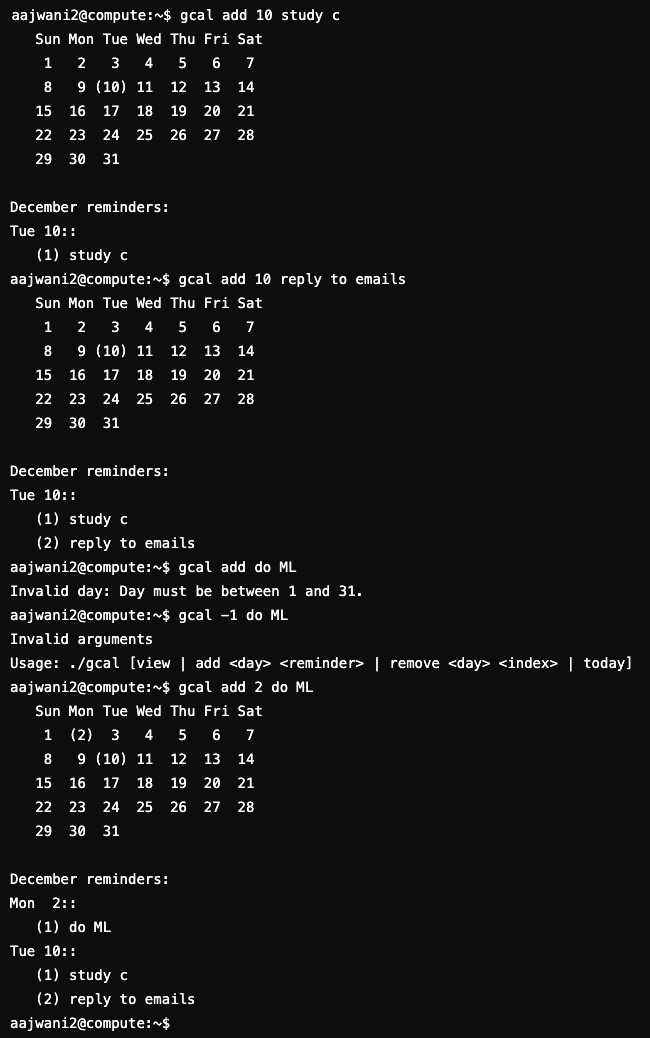 aajwani2@compute:~$ gcal add 10 study c
   Sun Mon Tue Wed Thu Fri Sat
    1   2   3   4   5   6   7
    8   9 (10) 11  12  13  14
   15  16  17  18  19  20  21
   22  23  24  25  26  27  28
   29  30  31
December reminders:
Tue 10::
   (1) study c
aajwani2@compute:~$ gcal add 10 reply to emails
   Sun Mon Tue Wed Thu Fri Sat
    1   2   3   4   5   6   7
    8   9 (10) 11  12  13  14
   15  16  17  18  19  20  21
   22  23  24  25  26  27  28
   29  30  31
December reminders:
Tue 10::
   (1) study c
   (2) reply to emails
aajwani2@compute:~$ gcal add do ML
Invalid day: Day must be between 1 and 31.
aajwani2@compute:~$ gcal -1 do ML
Invalid arguments
Usage: ./gcal [view | add <day> <reminder> | remove <day> <index> | today]
aajwani2@compute:~$ gcal add 2 do ML
   Sun Mon Tue Wed Thu Fri Sat
    1  (2)  3   4   5   6   7
    8   9 (10) 11  12  13  14
   15  16  17  18  19  20  21
   22  23  24  25  26  27  28
   29  30  31
December reminders:
Mon  2::
   (1) do ML
Tue 10::
   (1) study c
   (2) reply to emails
aajwani2@compute:~$